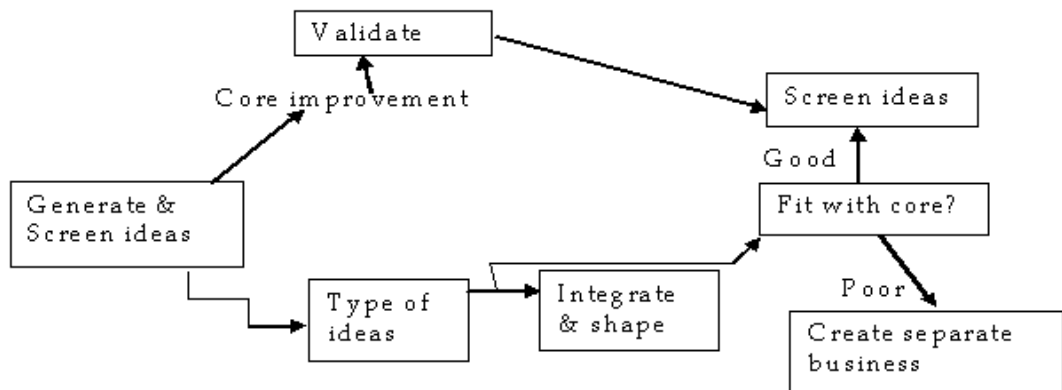 Validate
Core improvement
Screen ideas
Good
Generate &
Screen ideas
Fit with core?
Type of
ideas
Integrate
& shape
Poor
Create separate
business